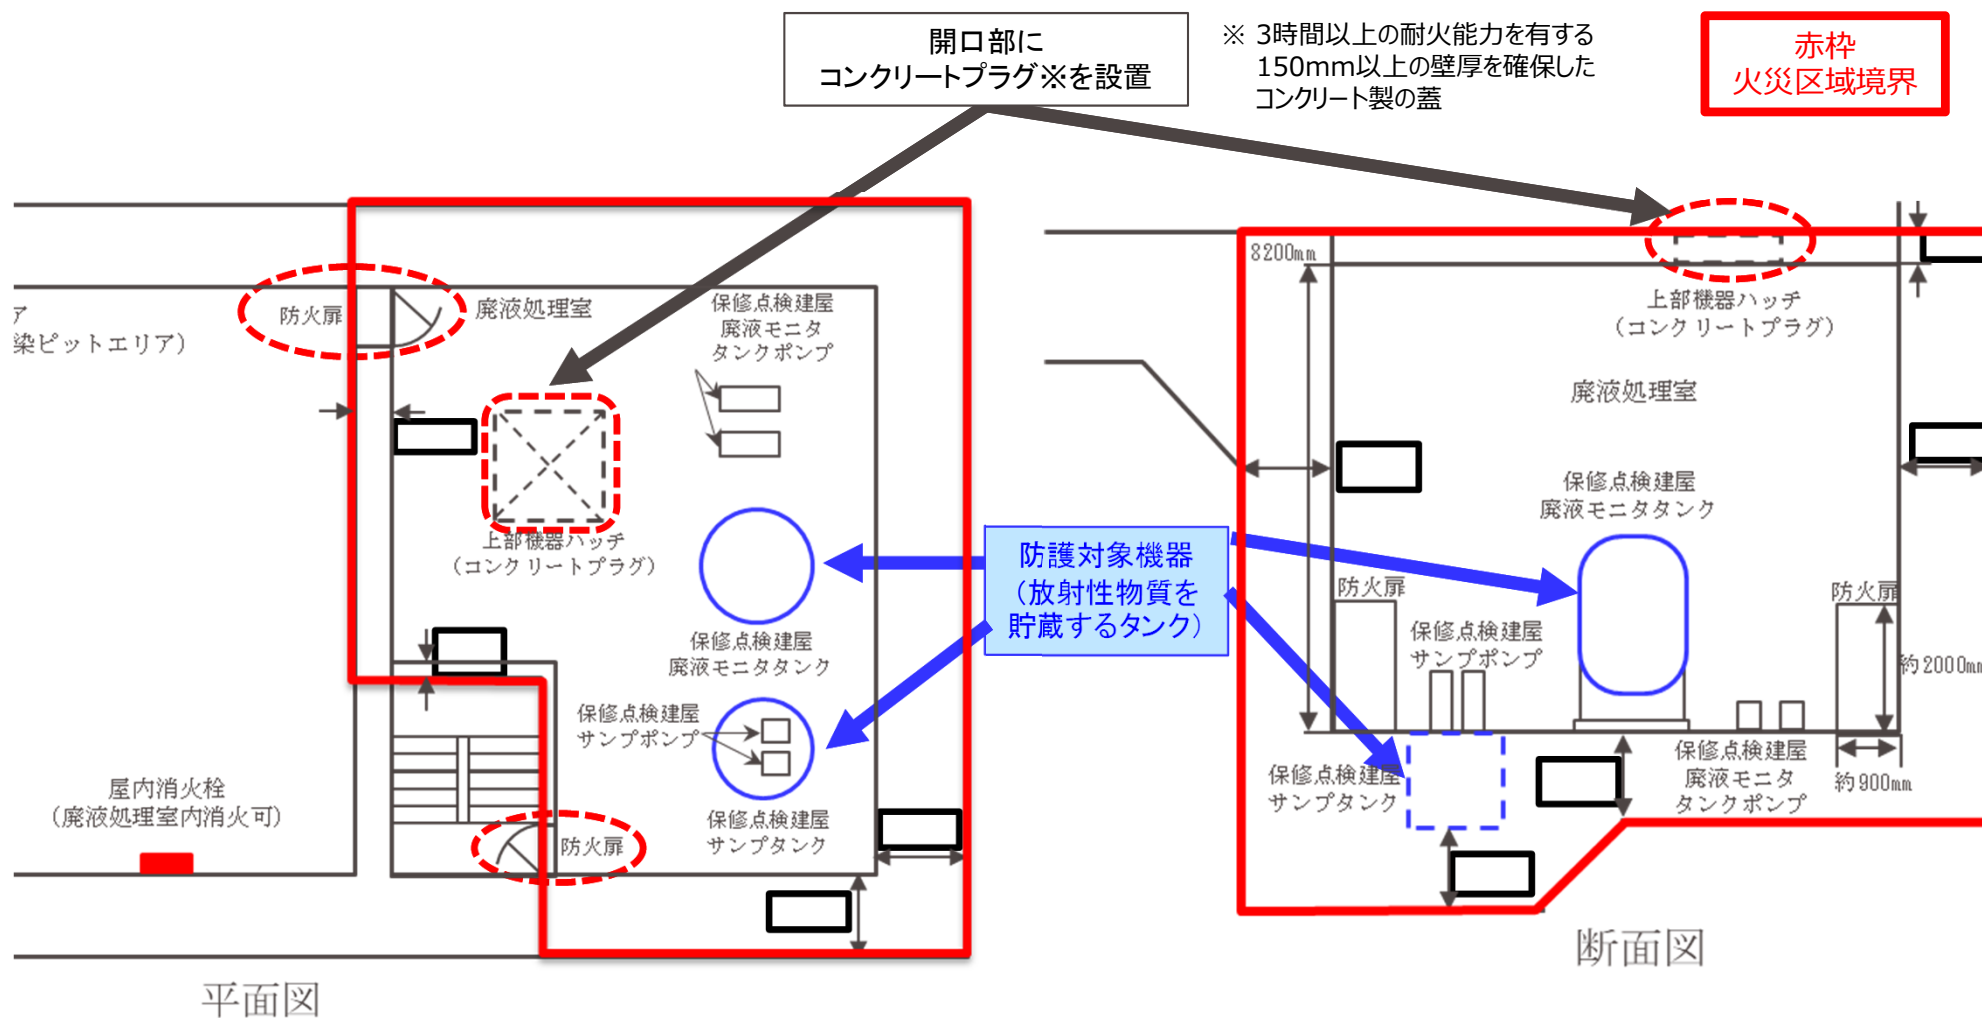 開口部に
コンクリートプラグ※を設置
※ 3時間以上の耐火能力を有する
150mm以上の壁厚を確保した
コンクリート製の蓋
赤枠
火災区域境界
ア
染ピットエリア）
防火扉
廃液処理室
保修点検建屋
廃液モニタ
タンクポンプ
上部機器ハッチ
（コンクリートプラグ）
保修点検建屋
廃液モニタタンク
保修点検建屋
サンプポンプ
保修点検建屋
サンプタンク
防火扉
屋内消火栓
（廃液処理室内消火可）
平面図
防護対象機器
（放射性物質を
貯蔵するタンク）
8200mm
上部機器ハッチ
（コンクリートプラグ）
廃液処理室
保修点検建屋
廃液モニタタンク
防火扉
保修点検建屋
サンプポンプ
防火扉
約2000mm
保修点検建屋
サンプタンク
保修点検建屋
廃液モニタ
タンクポンプ
約900mm
断面図